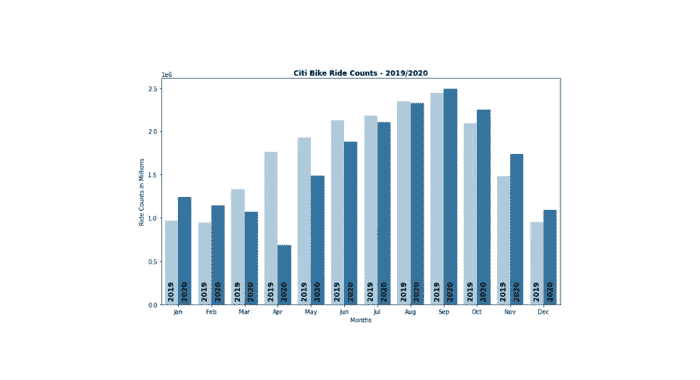 Citi Bike Ride Counts - 2019/2020
1e6
2.5
2.0
1.5
1.0
0.5
0.0
Ride Counts in Millions
2019 2020 2019 2020 2019 2020 2019 2020 2019 2020 2019 2020 2019 2020 2019 2020 2019 2020 2019 2020 2019 2020 2019 2020
Jan Feb Mar Apr May Jun Jul Aug Sep Oct Nov Dec
Months